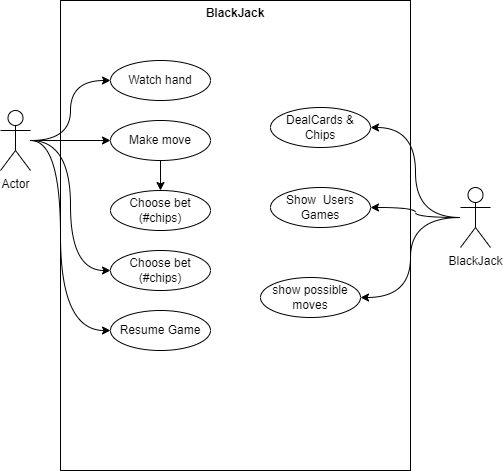 BlackJack
Watch hand
Make move
Choose bet
(#chips)
Choose bet
(#chips)
Resume Game
Actor
DealCards &
Chips
Show  Users
Games
show possible
moves
BlackJack